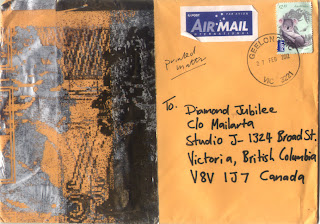 AIR MAIL
INTERNATIONAL
printed
matter
GEELONG
27 FEB
VIC 3220
To.
Diamond Jubilee
C/o Mailarta
Studio J- 1324 Broad St.
Victoria, British Columbia
V8V 1J7 Canada